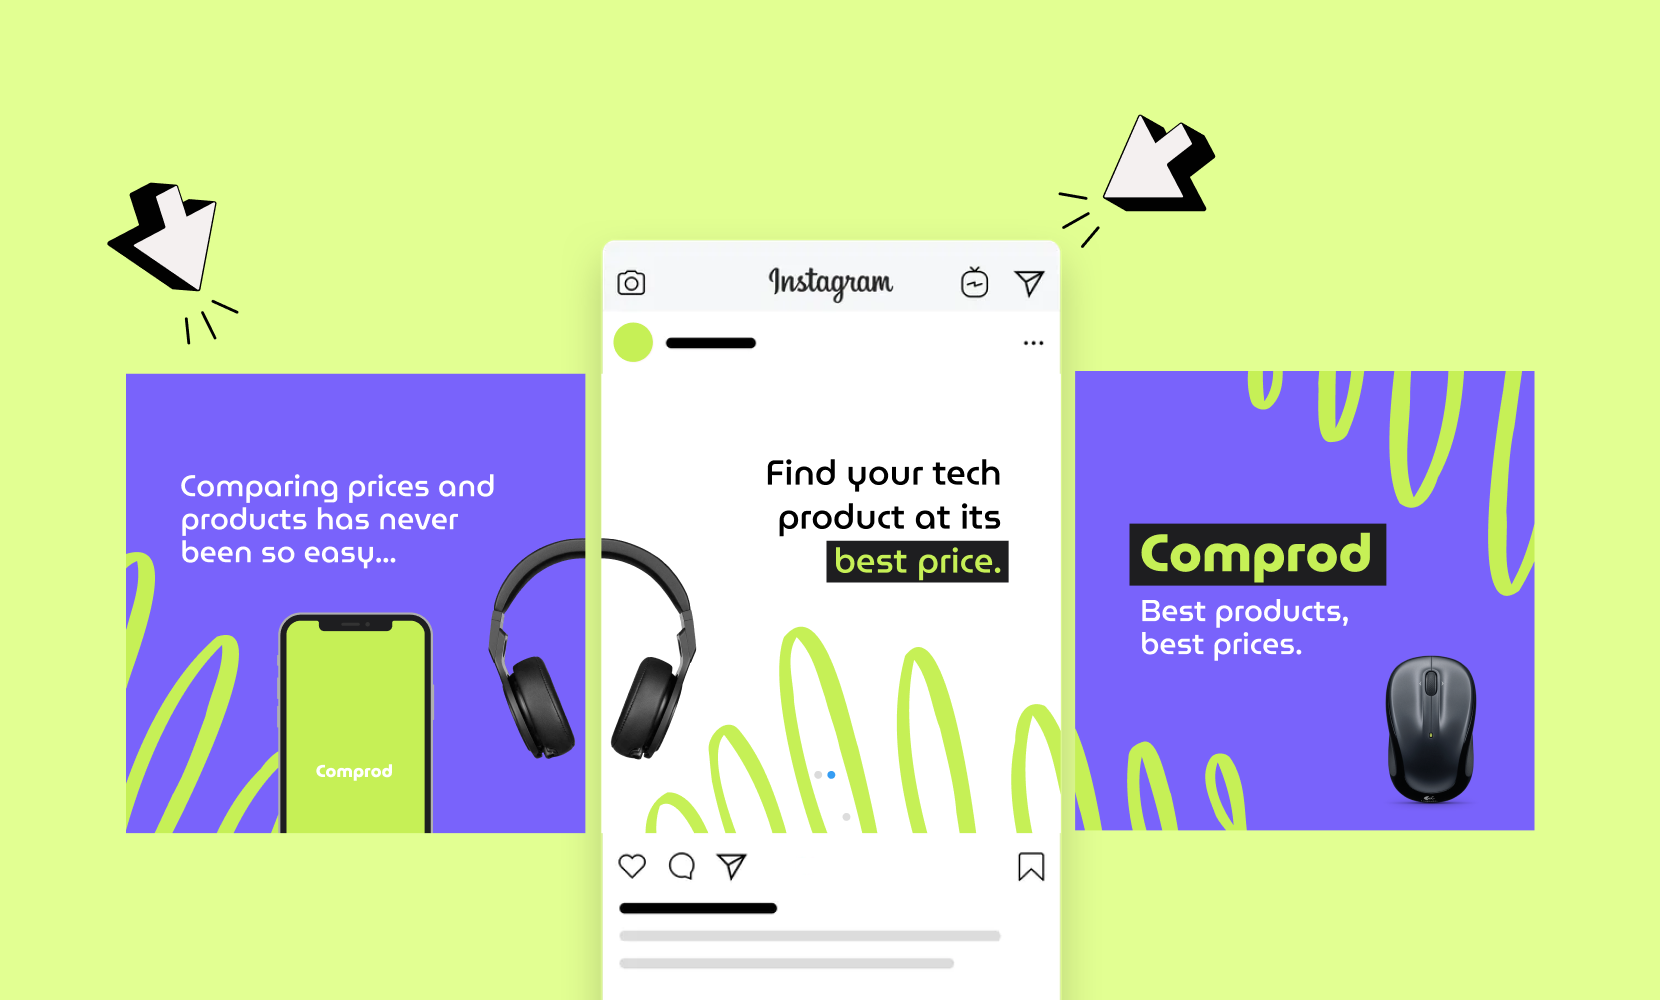 Instagram
Comparing prices and
products has never
been so easy...
Comprod
Find your tech
product at its
best price.
Comprod
Best products,
best prices.